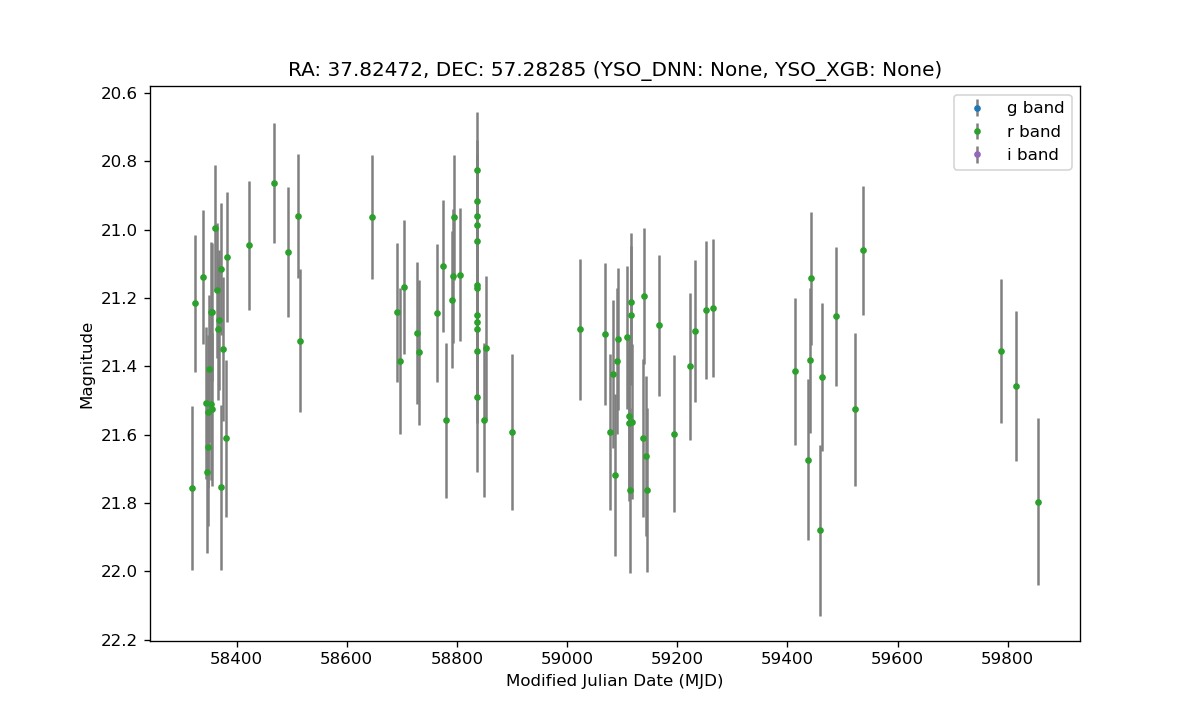 RA: 37.82472, DEC: 57.28285 (YSO_DNN: None, YSO_XGB: None)
g band
r band
i band
Magnitude
20.6
20.8
21.0
21.2
21.4
21.6
21.8
22.0
22.2
58400 58600 58800 59000 59200 59400 59600 59800
Modified Julian Date (MJD)